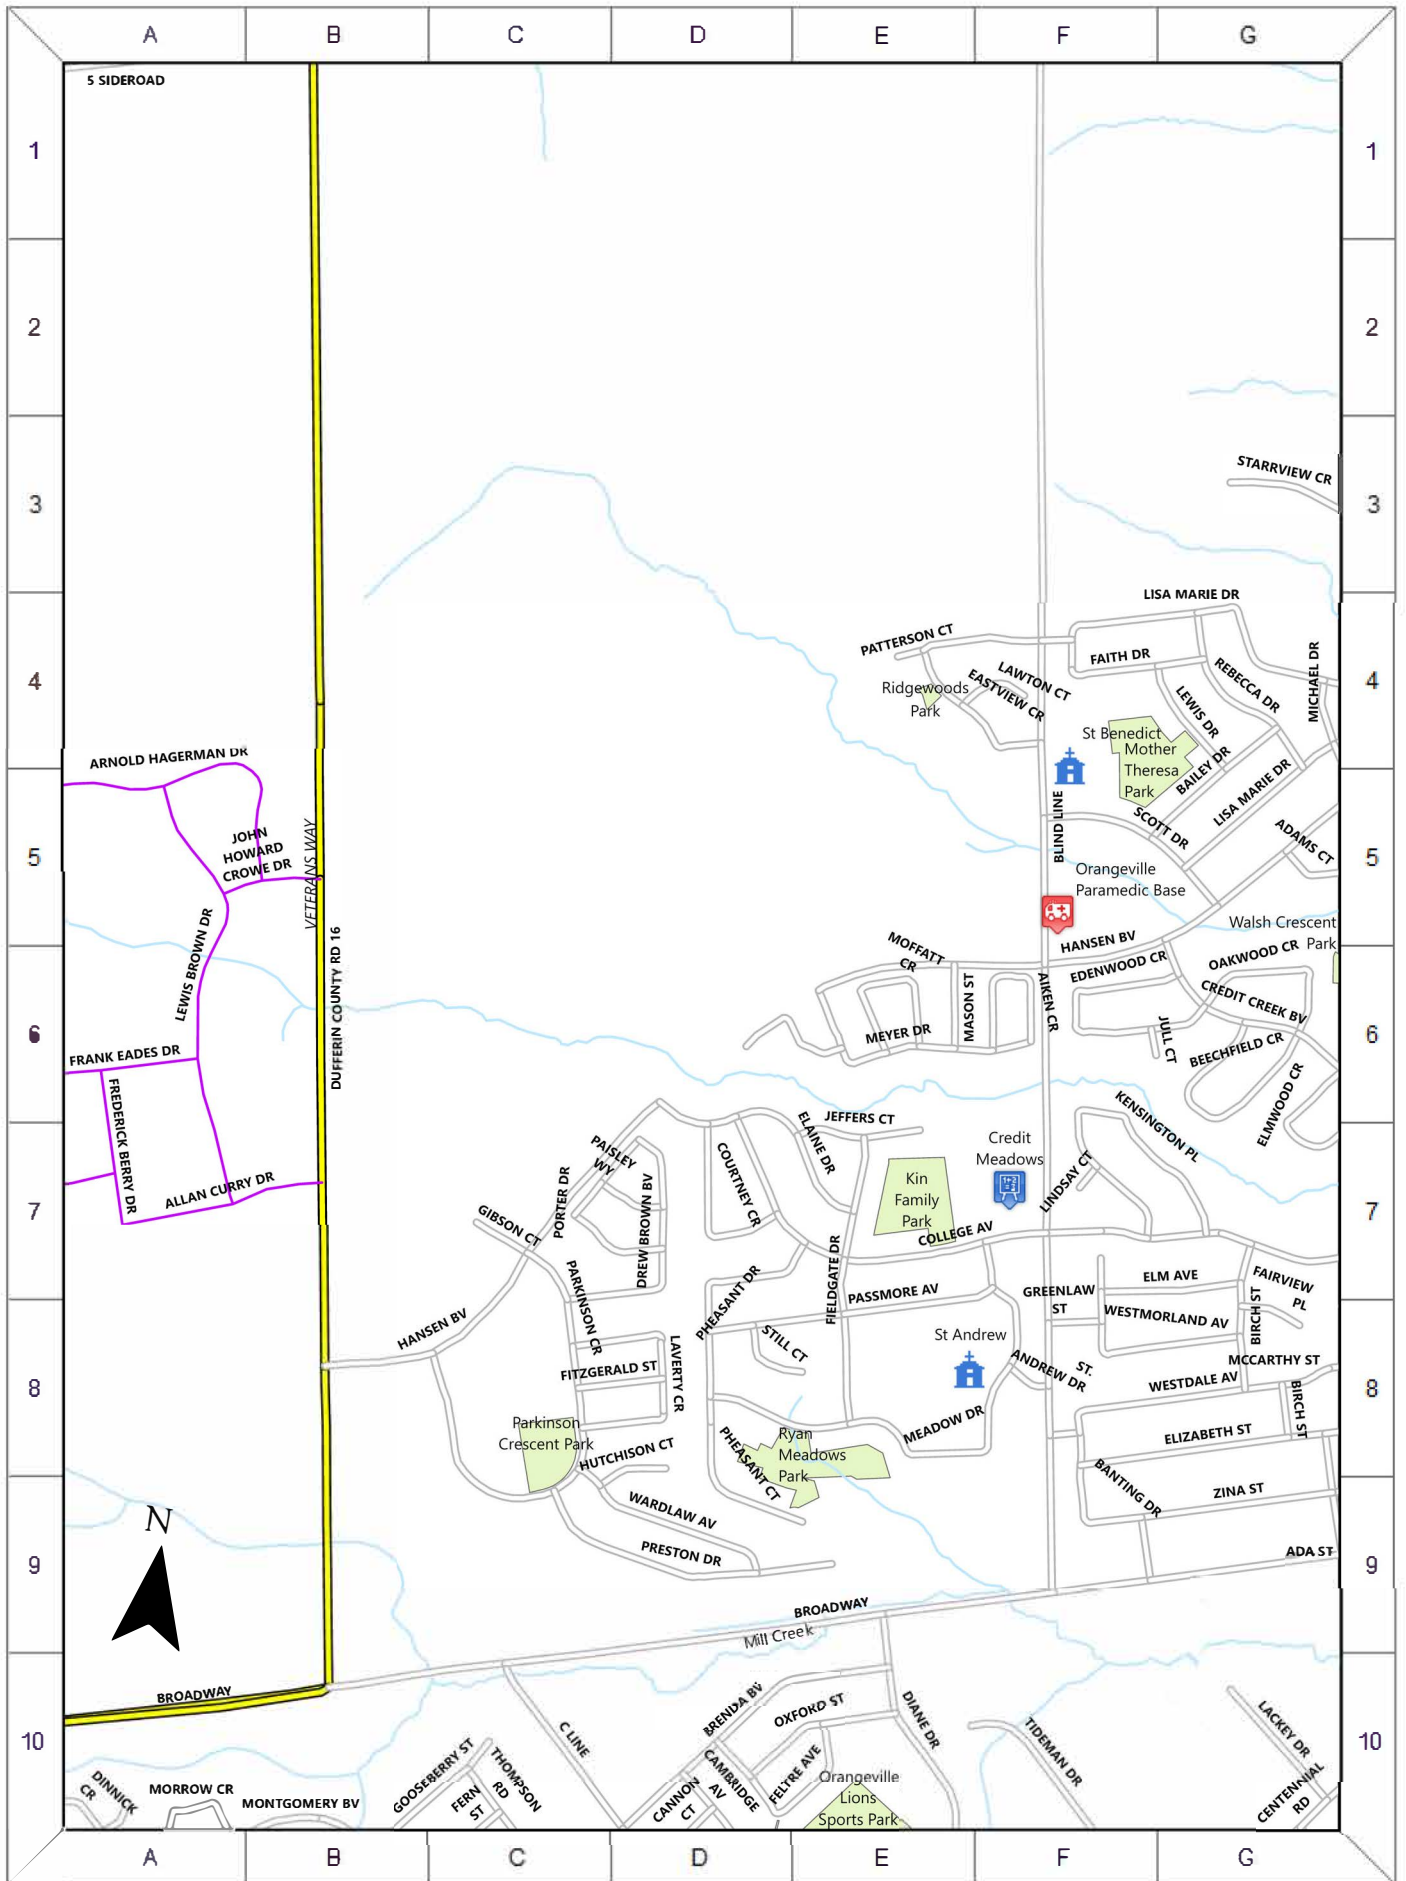 A B C D E F G
5 SIDEROAD
1 1
2 2
STARRVIEW CR
3 3
LISA MARIE DR
PATTERSON CT
FAITH DR
LAWTON CT
REBECCA DR
MICHAEL DR
4 4
Ridgewoods
Park
EASTVIEW CR
LEWIS DR
St Benedict
Mother
Theresa
Park
BAILEY DR
ARNOLD HAGERMAN DR
LISA MARIE DR
BLIND LINE
SCOTT DR
ADAMS CT
JOHN
HOWARD
CROWE DR
5 5
VETERANS WAY
Orangeville
Paramedic Base
Walsh Crescent
Park
LEWIS BROWN DR
DUFFERIN COUNTY RD 16
MOFFATT
CR
HANSEN BV
OAKWOOD CR
EDENWOOD CR
AIKEN CR
CREDIT CREEK BV
MASON ST
MEYER DR
6 6
JULL CT
BEECHFIELD CR
FRANK EADES DR
ELMWOOD CR
FREDERICK BERRY DR
JEFFERS CT
ELAINE DR
KENSINGTON PL
PAISLEY
WY
Credit
Meadows
COURTNEY CR
PORTER DR
Kin
Family
Park
LINDSAY CT
7 7
ALLAN CURRY DR
GIBSON CT
DREW BROWN BV
COLLEGE AV
FIELDGATE DR
PARKINSON CR
PHEASANT DR
PASSMORE AV
GREENLAW
ST
ELM AVE
FAIRVIEW
PL
BIRCH ST
WESTMORLAND AV
HANSEN BV
STILL CT
St Andrew
LAVERTY CR
FITZGERALD ST
ST.
ANDREW DR
MCCARTHY ST
WESTDALE AV
8 8
BIRCH ST
Parkinson
Crescent Park
MEADOW DR
Ryan
Meadows
Park
ELIZABETH ST
HUTCHISON CT
PHEASANT CT
BANTING DR
ZINA ST
WARDLAW AV
N
PRESTON DR
ADA ST
9 9
BROADWAY
Mill Creek
BROADWAY
BRENDA BV
OXFORD ST
DIANE DR
C LINE
TIDEMAN DR
LACKEY DR
10 10
GOOSEBERRY ST
THOMPSON
RD
FERN
ST
CAMBRIDGE
AV
CANNON
CT
FELTRE AVE
Orangeville
Lions
Sports Park
CENTENNIAL
RD
DINNICK
CR
MORROW CR
MONTGOMERY BV
A B C D E F G